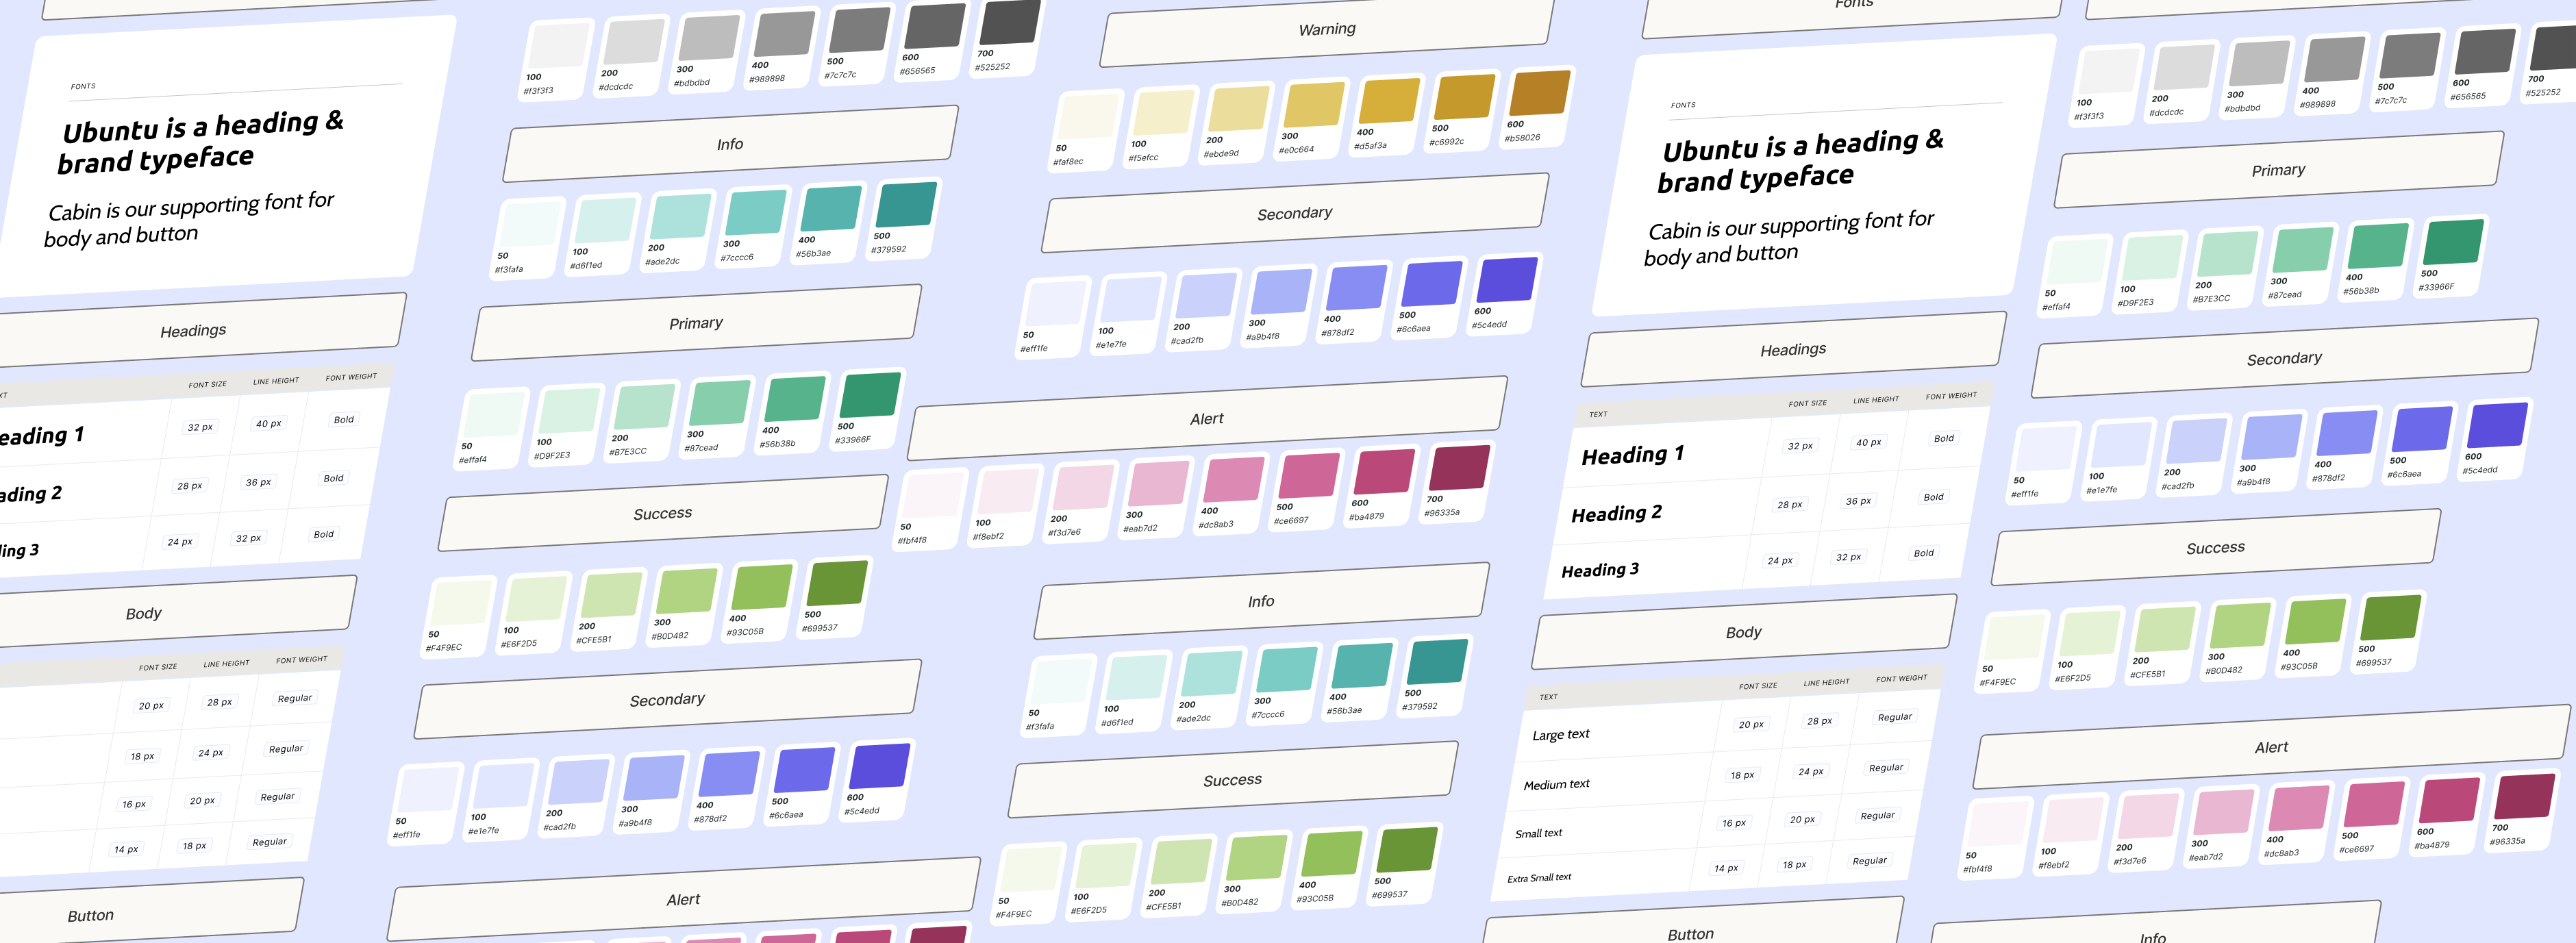 FONTS
Ubuntu is a heading &
brand typeface
Cabin is our supporting font for
body and button
Headings
FONT SIZE LINE HEIGHT FONT WEIGHT
eading 1 32 px 40 px Bold
ading 2 28 px 36 px Bold
ling 3 24 px 32 px Bold
Body
FONT SIZE LINE HEIGHT FONT WEIGHT
20 px 28 px Regular
18 px 24 px Regular
16 px 20 px Regular
14 px 18 px Regular
Button
100 200 300 400 500 600 700
#f3f3f3 #dcdcdc #bdbdbd #989898 #7c7c7c #656565 #525252
Info
50 100 200 300 400 500
#f3fafa #d6f1ed #ade2dc #7cccc6 #56b3ae #379592
Primary
50 100 200 300 400 500
#effaf4 #D9F2E3 #B7E3CC #87cead #56b38b #33966F
Success
50 100 200 300 400 500
#F4F9EC #E6F2D5 #CFE5B1 #B0D482 #93C05B #699537
Secondary
50 100 200 300 400 500 600
#eff1fe #e1e7fe #cad2fb #a9b4f8 #878df2 #6c6aea #5c4edd
Alert
Warning
50 100 200 300 400 500 600
#faf8ec #f5efcc #ebde9d #e0c664 #d5af3a #c6992c #b58026
Secondary
50 100 200 300 400 500 600
#eff1fe #e1e7fe #cad2fb #a9b4f8 #878df2 #6c6aea #5c4edd
Alert
50 100 200 300 400 500 600 700
#fbf4f8 #f8ebf2 #f3d7e6 #eab7d2 #dc8ab3 #ce6697 #ba4879 #96335a
Info
50 100 200 300 400 500
#f3fafa #d6f1ed #ade2dc #7cccc6 #56b3ae #379592
Success
50 100 200 300 400 500
#F4F9EC #E6F2D5 #CFE5B1 #B0D482 #93C05B #699537
Fonts
FONTS
Ubuntu is a heading &
brand typeface
Cabin is our supporting font for
body and button
Headings
TEXT FONT SIZE LINE HEIGHT FONT WEIGHT
Heading 1 32 px 40 px Bold
Heading 2 28 px 36 px Bold
Heading 3 24 px 32 px Bold
Body
TEXT FONT SIZE LINE HEIGHT FONT WEIGHT
Large text 20 px 28 px Regular
Medium text 18 px 24 px Regular
Small text 16 px 20 px Regular
Extra Small text 14 px 18 px Regular
Button
100 200 300 400 500 600 700
#f3f3f3 #dcdcdc #bdbdbd #989898 #7c7c7c #656565 #525252
Primary
50 100 200 300 400 500
#effaf4 #D9F2E3 #B7E3CC #87cead #56b38b #33966F
Secondary
50 100 200 300 400 500 600
#eff1fe #e1e7fe #cad2fb #a9b4f8 #878df2 #6c6aea #5c4edd
Success
50 100 200 300 400 500
#F4F9EC #E6F2D5 #CFE5B1 #B0D482 #93C05B #699537
Alert
50 100 200 300 400 500 600 700
#fbf4f8 #f8ebf2 #f3d7e6 #eab7d2 #dc8ab3 #ce6697 #ba4879 #96335a
Info